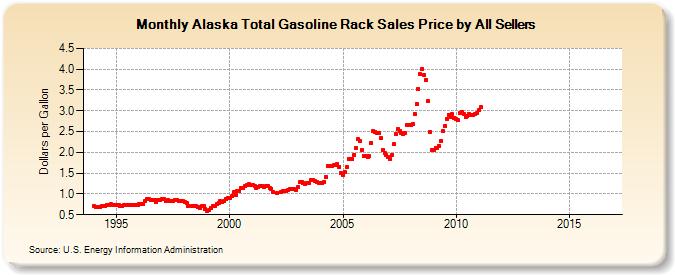 Monthly Alaska Total Gasoline Rack Sales Price by All Sellers
Dollars per Gallon
4.5
4.0
3.5
3.0
2.5
2.0
1.5
1.0
0.5
1995 2000 2005 2010 2015
Source: U.S. Energy Information Administration